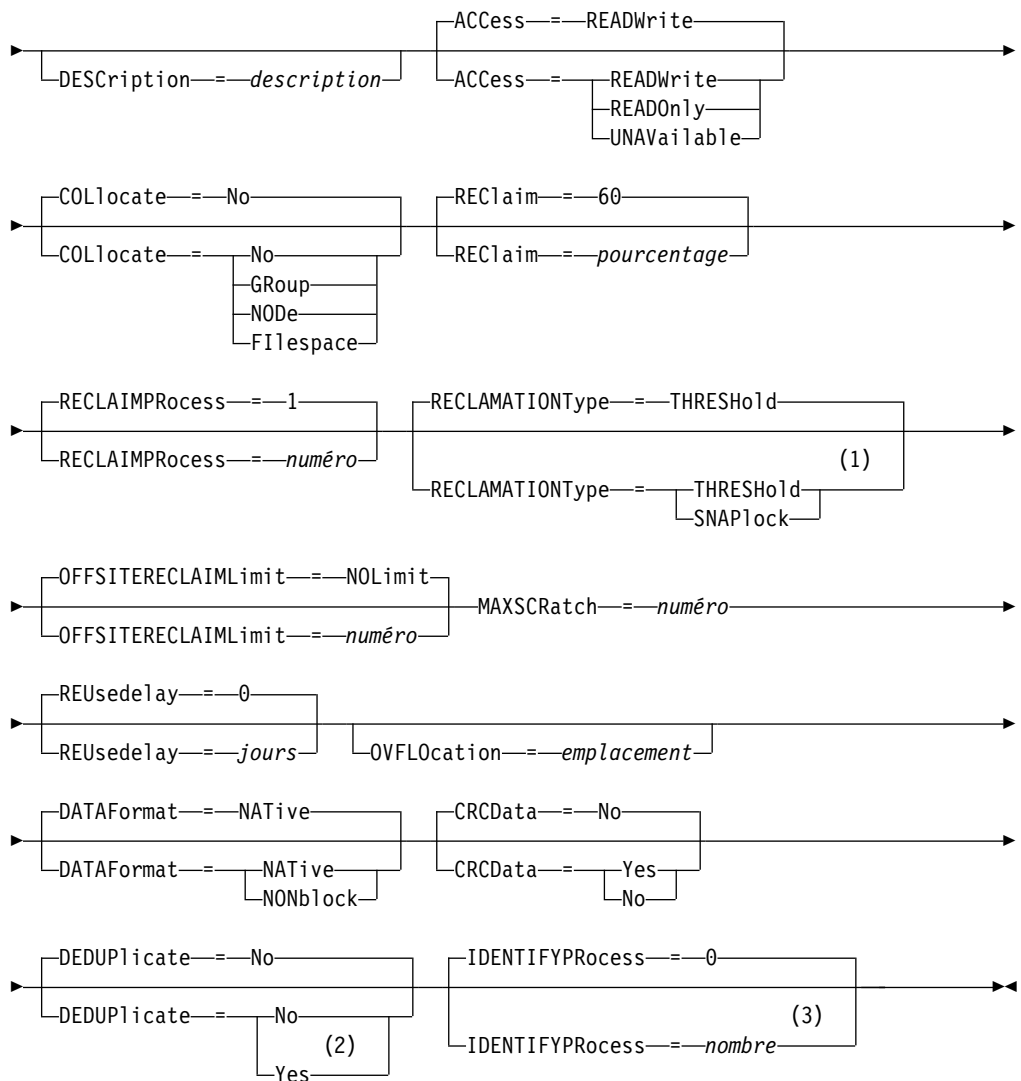 ACCess = READWrite
DESCription = description
ACCess = READWrite
READOnly
UNAVailable
COLlocate = No
REClaim = 60
COLlocate = No
GRoup
NODe
FIlespace
REClaim = pourcentage
RECLAIMPRocess = 1
RECLAMATIONType = THRESHold
RECLAIMPRocess = numéro
(1)
RECLAMATIONType = THRESHold
SNAPlock
OFFSITERECLAIMLimit = NOLimit
MAXSCRatch = numéro
OFFSITERECLAIMLimit = numéro
REUsedelay = 0
REUsedelay = jours
OVFLOcation = emplacement
DATAFormat = NATive
CRCData = No
DATAFormat = NATive
NONblock
CRCData = Yes
No
DEDUPlicate = No
IDENTIFYPRocess = 0
DEDUPlicate = No
(2)
Yes
(3)
IDENTIFYPRocess = nombre